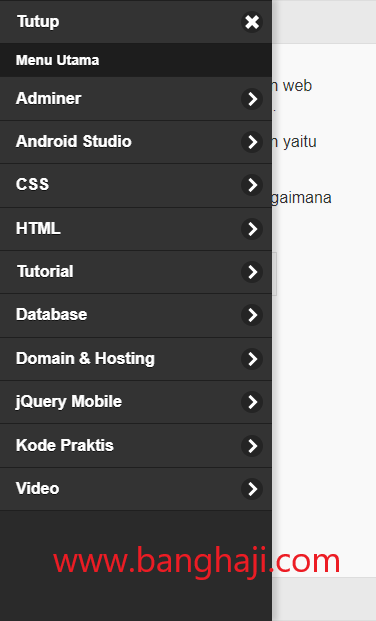 Tutup
Menu Utama
Adminer
Android Studio
CSS
HTML
Tutorial
Database
Domain & Hosting
jQuery Mobile
Kode Praktis
Video
web
yaitu
www.banghaji.com